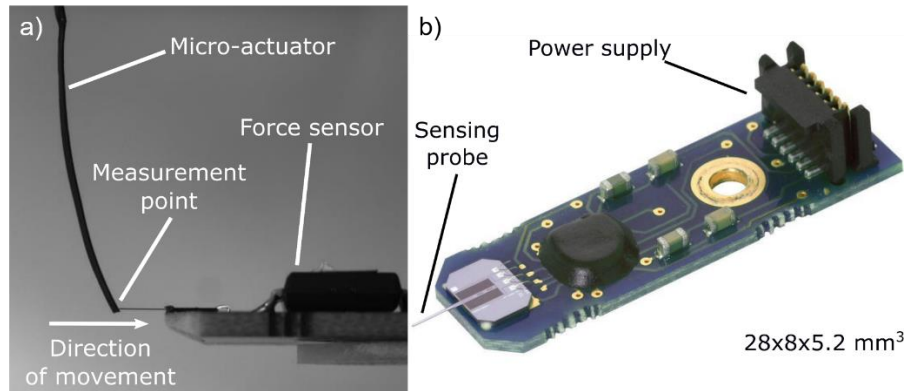 a)
Micro-actuator
Force sensor
Measurement
point
Direction
of movement
b)
Power supply
Sensing
probe
28x8x5.2 mm³